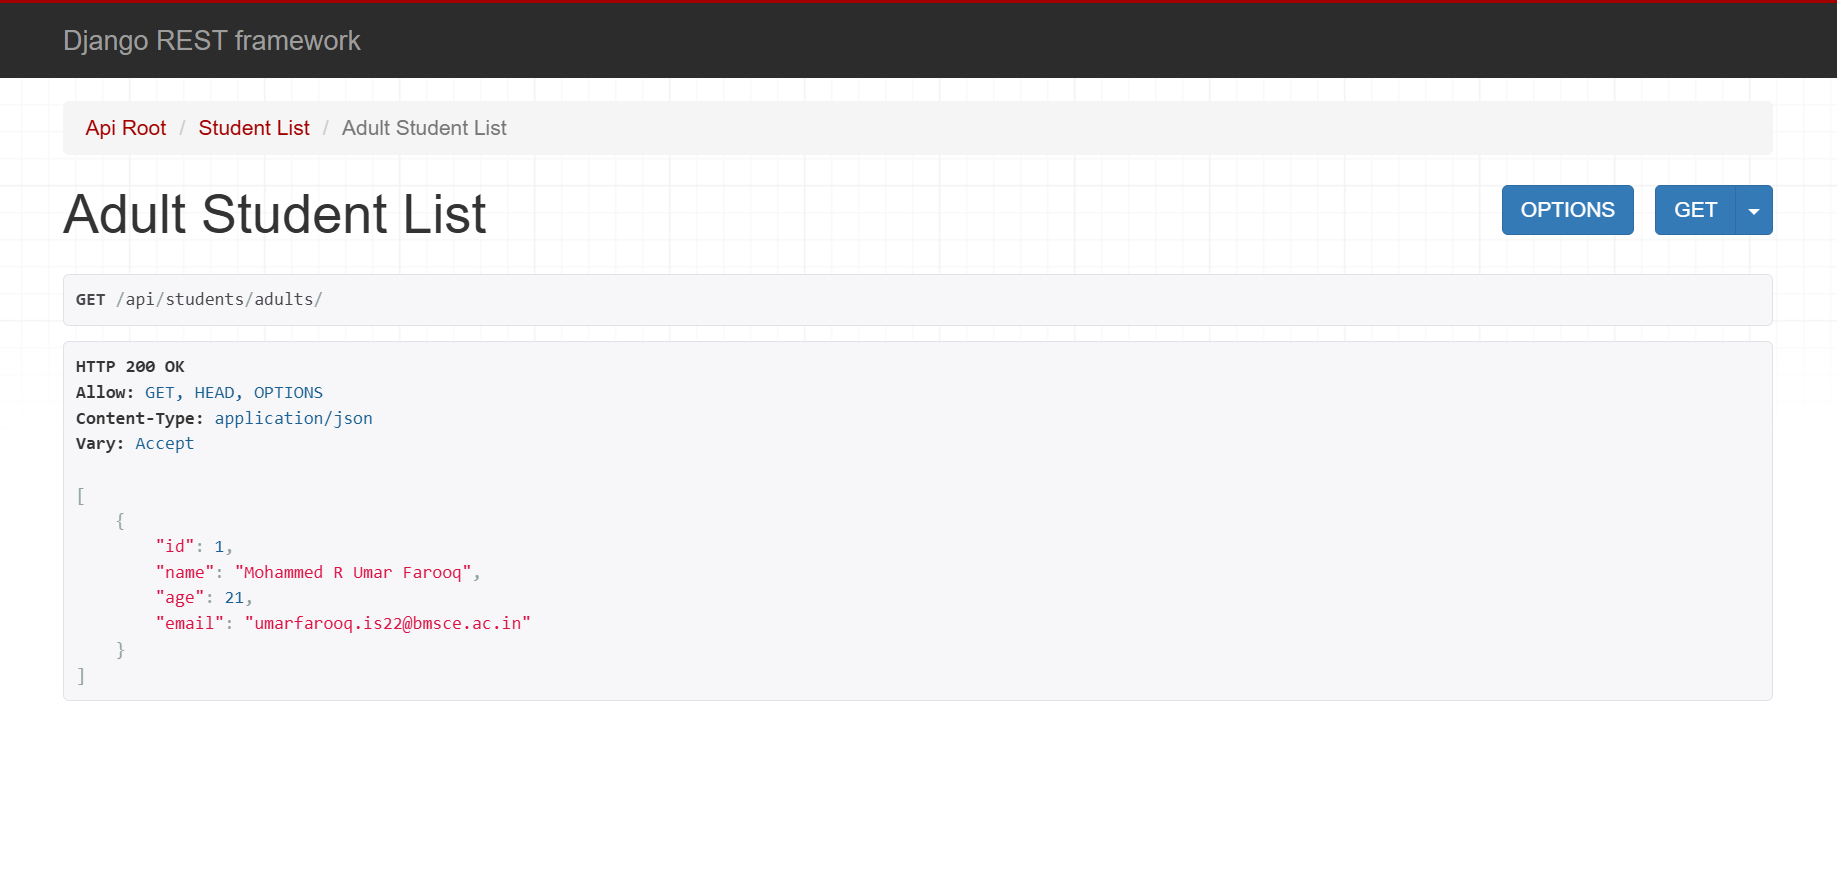 Django REST framework
Api Root / Student List / Adult Student List
Adult Student List
OPTIONS
GET
GET /api/students/adults/
HTTP 200 OK
Allow: GET, HEAD, OPTIONS
Content-Type: application/json
Vary: Accept
[
    {
        "id": 1,
        "name": "Mohammed R Umar Farooq",
        "age": 21,
        "email": "umarfarooq.is22@bmsce.ac.in"
    }
]